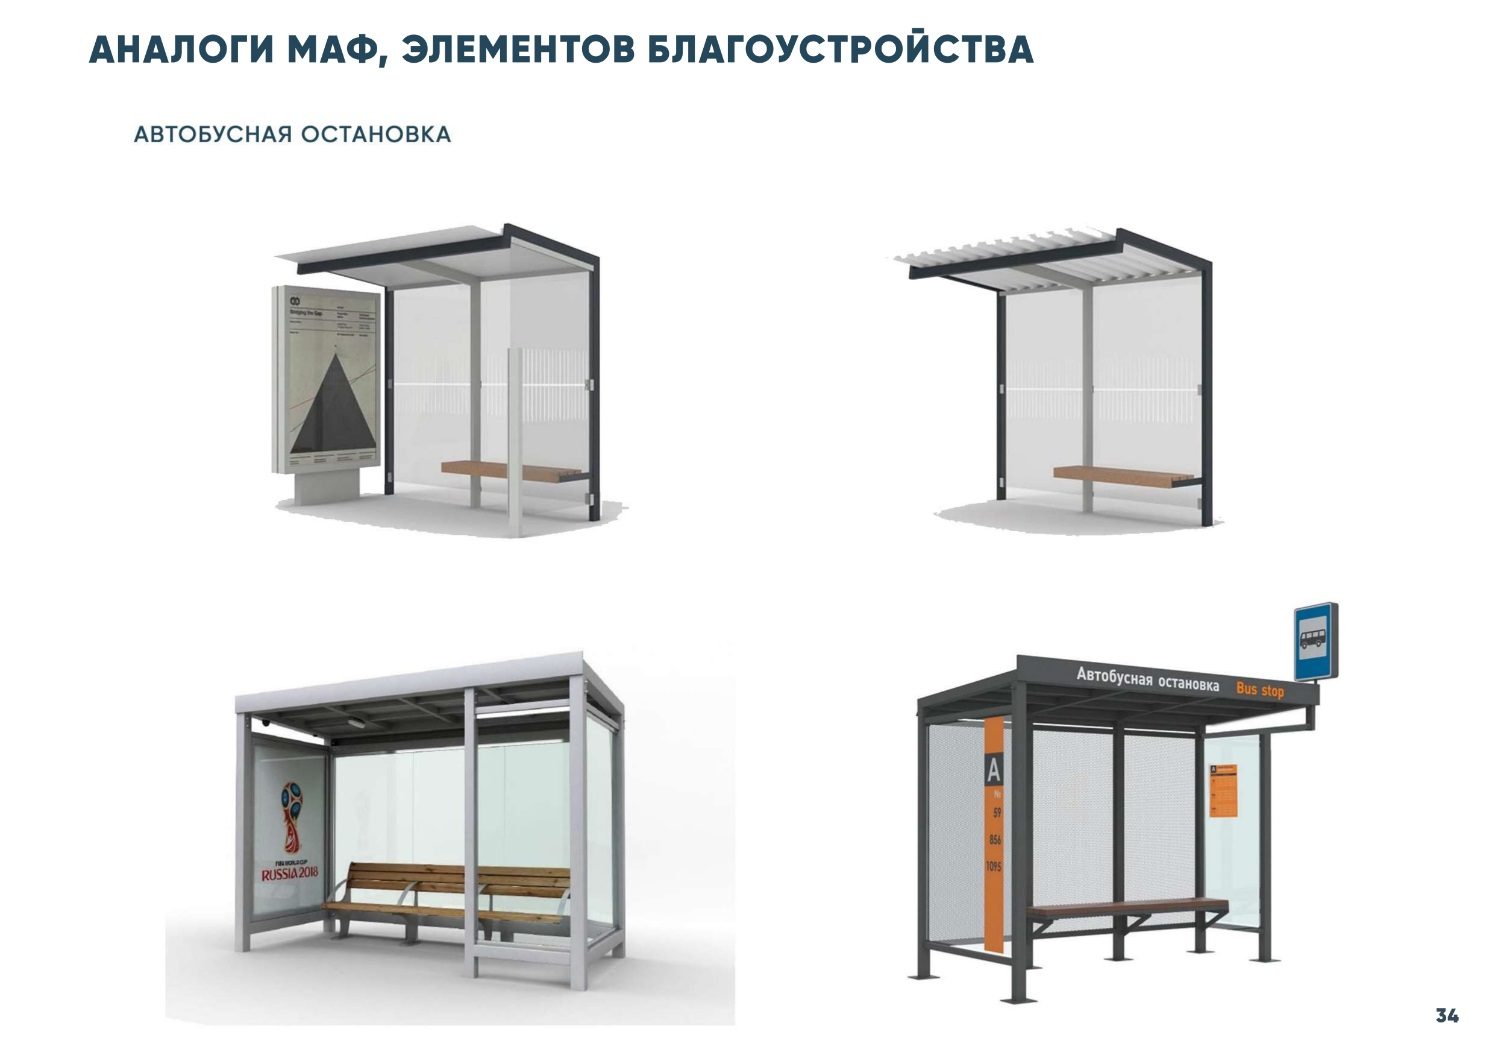 АНАЛОГИ МАФ, ЭЛЕМЕНТОВ БЛАГОУСТРОЙСТВА
АВТОБУСНАЯ ОСТАНОВКА
Bridging the Gap
FIFA WORLD CUP
RUSSIA 2018
Автобусная остановка Bus stop
А
№
59
856
1095
34